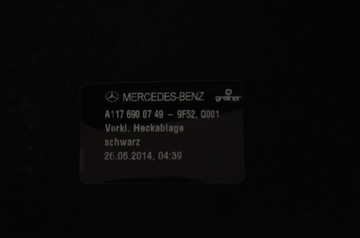 MERCEDES-BENZ greiner
A117 690 07 49 - 9F52, Q001
Vorkl. Heckablage
schwarz
26.06.2014, 04:39